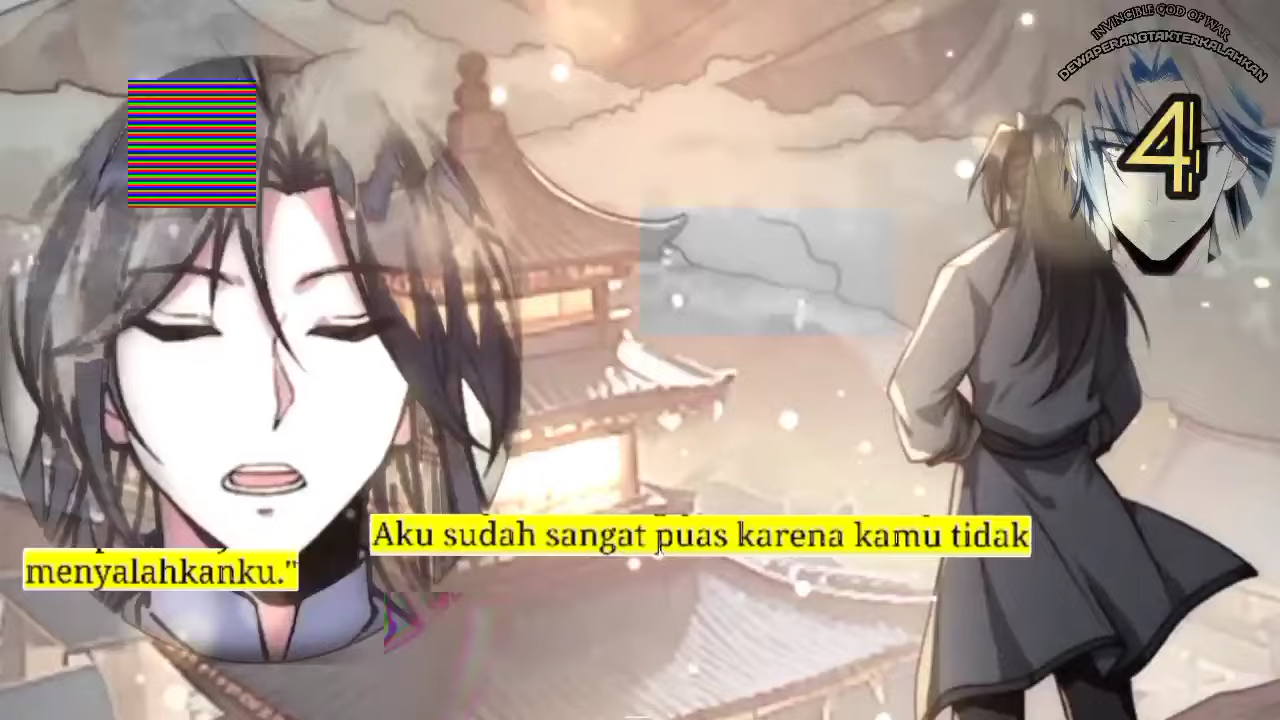 INVINCIBLE GOD OF WAR
DEWAPERANGTAKTERKALAHKAN
4
Aku sudah sangat puas karena kamu tidak
menyalahkanku."